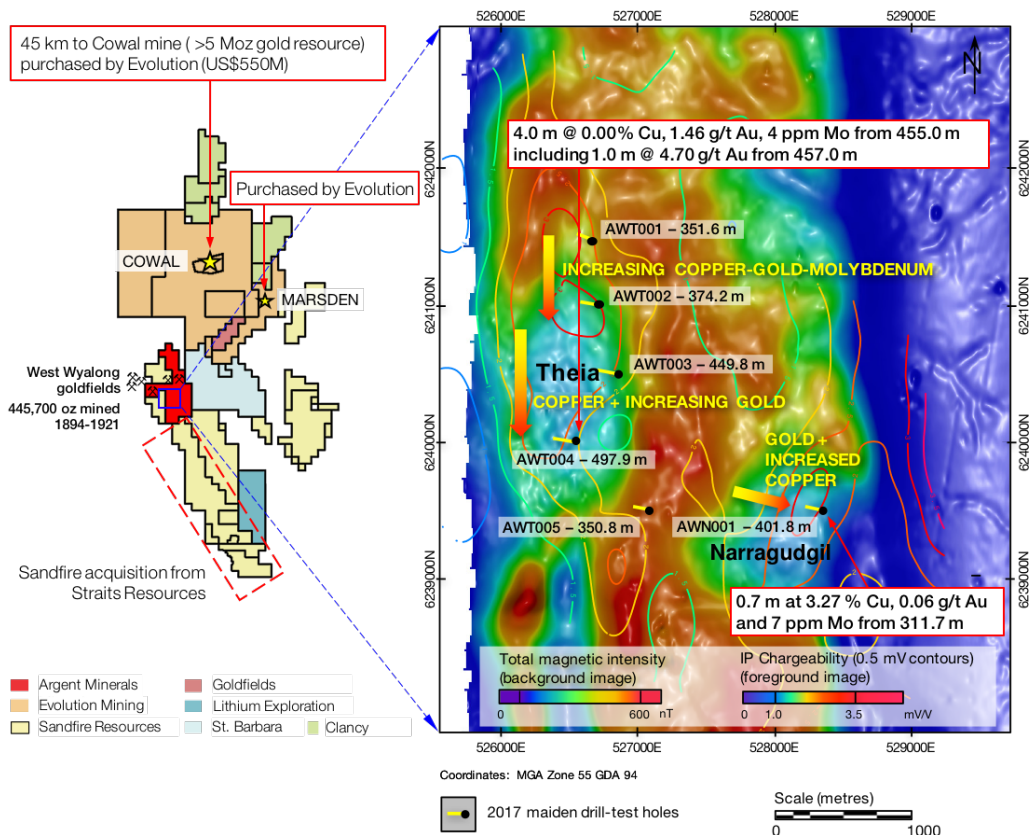 45 km to Cowal mine ( >5 Moz gold resource)
purchased by Evolution (US$550M)
Purchased by Evolution
COWAL
MARSDEN
West Wyalong
goldfields
445,700 oz mined
1894-1921
Sandfire acquisition from
Straits Resources
Argent Minerals
Evolution Mining
Sandfire Resources
Goldfields
Lithium Exploration
St. Barbara
Clancy
526000E
527000E
528000E
529000E
N
6242000N
6242000N
6241000N
6241000N
6240000N
6240000N
6239000N
6239000N
4.0 m @ 0.00% Cu, 1.46 g/t Au, 4 ppm Mo from 455.0 m
including 1.0 m @ 4.70 g/t Au from 457.0 m
AWT001 – 351.6 m
INCREASING COPPER-GOLD-MOLYBDENUM
AWT002 – 374.2 m
AWT003 – 449.8 m
Theia
COPPER + INCREASING GOLD
AWT004 – 497.9 m
GOLD +
INCREASED
COPPER
AWT005 – 350.8 m
AWN001 – 401.8 m
Narragudgil
0.7 m at 3.27 % Cu, 0.06 g/t Au
and 7 ppm Mo from 311.7 m
Total magnetic intensity
(background image)
0
600
nT
IP Chargeability (0.5 mV contours)
(foreground image)
0
1.0
3.5
mV/V
526000E
527000E
528000E
529000E
Coordinates: MGA Zone 55 GDA 94
2017 maiden drill-test holes
Scale (metres)
0
1000